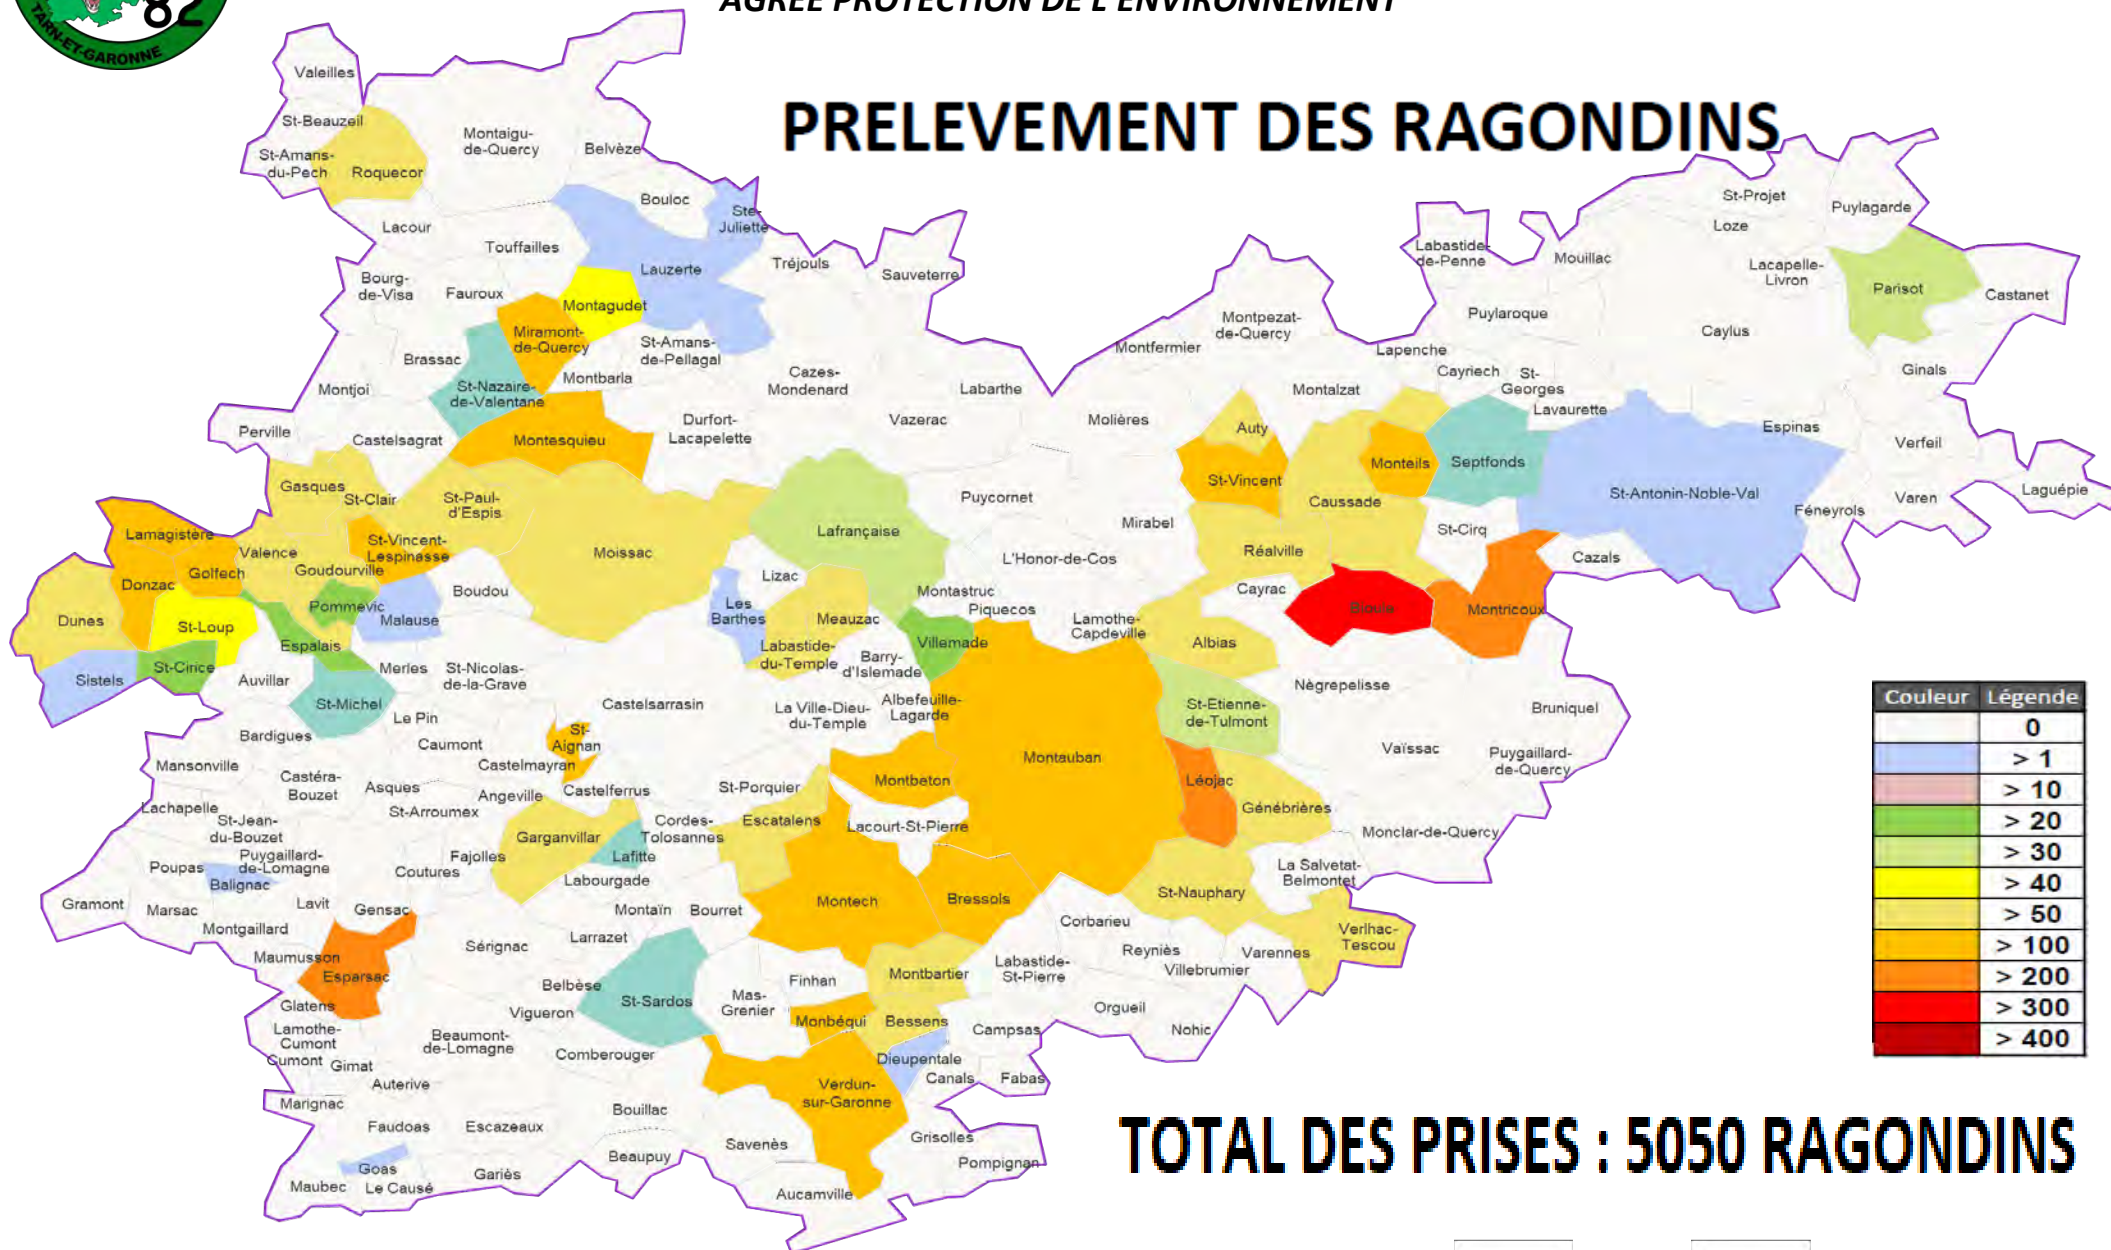 AGRÉÉ PROTECTION DE L'ENVIRONNEMENT
82
TARN-ET-GARONNE
PRELEVEMENT DES RAGONDINS
Valeilles
St-Beauzeil
St-Amans-
du-Pech
Roquecor
Montaigu-
de-Quercy
Belvèze
Bouloc
Ste-
Juliette
Lacour
Touffailles
Lauzerte
Tréjouls
Sauveterre
Bourg-
de-Visa
Fauroux
Montagudet
Miramont-
de-Quercy
St-Amans-
de-Pellagal
Brassac
Montbarla
Cazes-
Mondenard
Labarthe
Montjoi
St-Nazaire-
de-Valentane
Durfort-
Lacapelette
Vazerac
Molières
Perville
Castelsagrat
Montesquieu
St-Projet
Puylagarde
Loze
Labastide-
de-Penne
Mouillac
Lacapelle-
Livron
Parisot
Castanet
Montpezat-
de-Quercy
Puylaroque
Caylus
Montfermier
Lapenche
Cayriech
St-
Georges
Ginals
Montalzat
Lavaurette
Auty
Espinas
Verfeil
Monteils
Septfonds
St-Vincent
Caussade
St-Antonin-Noble-Val
Féneyrols
Varen
Laguépie
Gasques
St-Clair
St-Paul-
d'Espis
Puycornet
Mirabel
Lafrançaise
St-Cirq
Lamagistère
Valence
St-Vincent-
Lespinasse
Moissac
L'Honor-de-Cos
Réalville
Cazals
Golfech
Goudourville
Donzac
Boudou
Lizac
Montastruc
Cayrac
Pommevic
Malause
Les
Barthes
Meauzac
Piquecos
Lamothe-
Capdeville
Bioule
Montricoux
Dunes
St-Loup
Espalais
Labastide-
du-Temple
Villemade
Albias
St-Cirice
Merles
St-Nicolas-
de-la-Grave
Barry-
d'Islemade
Sistels
Auvillar
Nègrepelisse
St-Michel
Castelsarrasin
La Ville-Dieu-
du-Temple
Albefeuille-
Lagarde
St-Etienne-
de-Tulmont
Bruniquel
Le Pin
Bardigues
Caumont
St-
Aignan
Montauban
Vaïssac
Puygaillard-
de-Quercy
Mansonville
Castéra-
Bouzet
Asques
Castelmayran
Montbeton
Léojac
Angeville
Castelferrus
St-Porquier
Génébrières
Lachapelle
St-Jean-
du-Bouzet
St-Arroumex
Cordes-
Tolosannes
Escatalens
Lacourt-St-Pierre
Monclar-de-Quercy
Garganvillar
Lafitte
Puygaillard-
de-Lomagne
Fajolles
Poupas
Balignac
Coutures
Labourgade
La Salvetat-
Belmontet
St-Nauphary
Gramont
Marsac
Lavit
Gensac
Montaïn
Bourret
Montech
Bressols
Corbarieu
Montgaillard
Larrazet
Sérignac
Verlhac-
Tescou
Maumusson
Reyniès
Varennes
Villebrumier
Esparsac
Belbèse
Finhan
Montbartier
Labastide-
St-Pierre
Glatens
St-Sardos
Mas-
Grenier
Vigueron
Monbéqui
Bessens
Orgueil
Nohic
Campsas
Lamothe-
Cumont
Cumont
Gimat
Beaumont-
de-Lomagne
Comberouger
Dieupentale
Canals
Fabas
Auterive
Verdun-
sur-Garonne
Marignac
Bouillac
Faudoas
Escazeaux
Savenès
Grisolles
Beaupuy
Pompignan
Goas
Gariès
Maubec
Le Causé
Aucamville
Couleur Légende
0
> 1
> 10
> 20
> 30
> 40
> 50
> 100
> 200
> 300
> 400
TOTAL DES PRISES : 5050 RAGONDINS